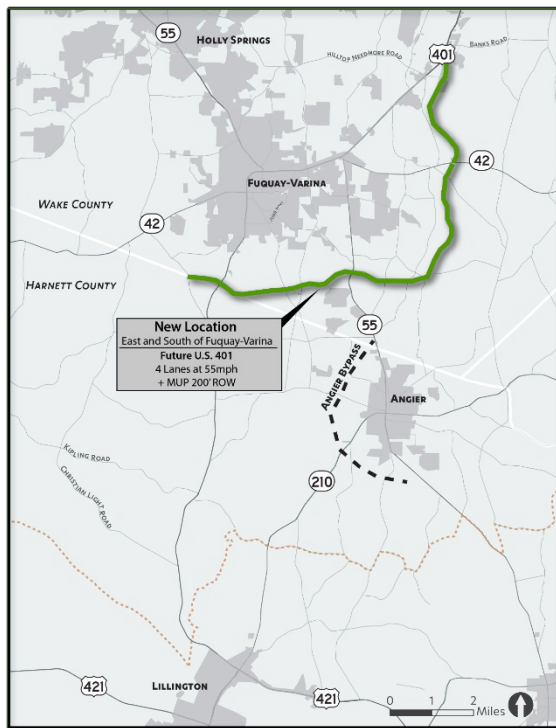 55
HOLLY SPRINGS
HILLTOP NEEDMORE ROAD
BANKS ROAD
401
42
FUQUAY-VARINA
WAKE COUNTY
42
HARNETT COUNTY
New Location
East and South of Fuquay-Varina
Future U.S. 401
4 Lanes at 55mph
+ MUP 200' ROW
55
ANGIER BYPASS
ANGIER
KIPLING ROAD
CHRISTIAN LIGHT ROAD
210
421
LILLINGTON
421
0 1 2
Miles